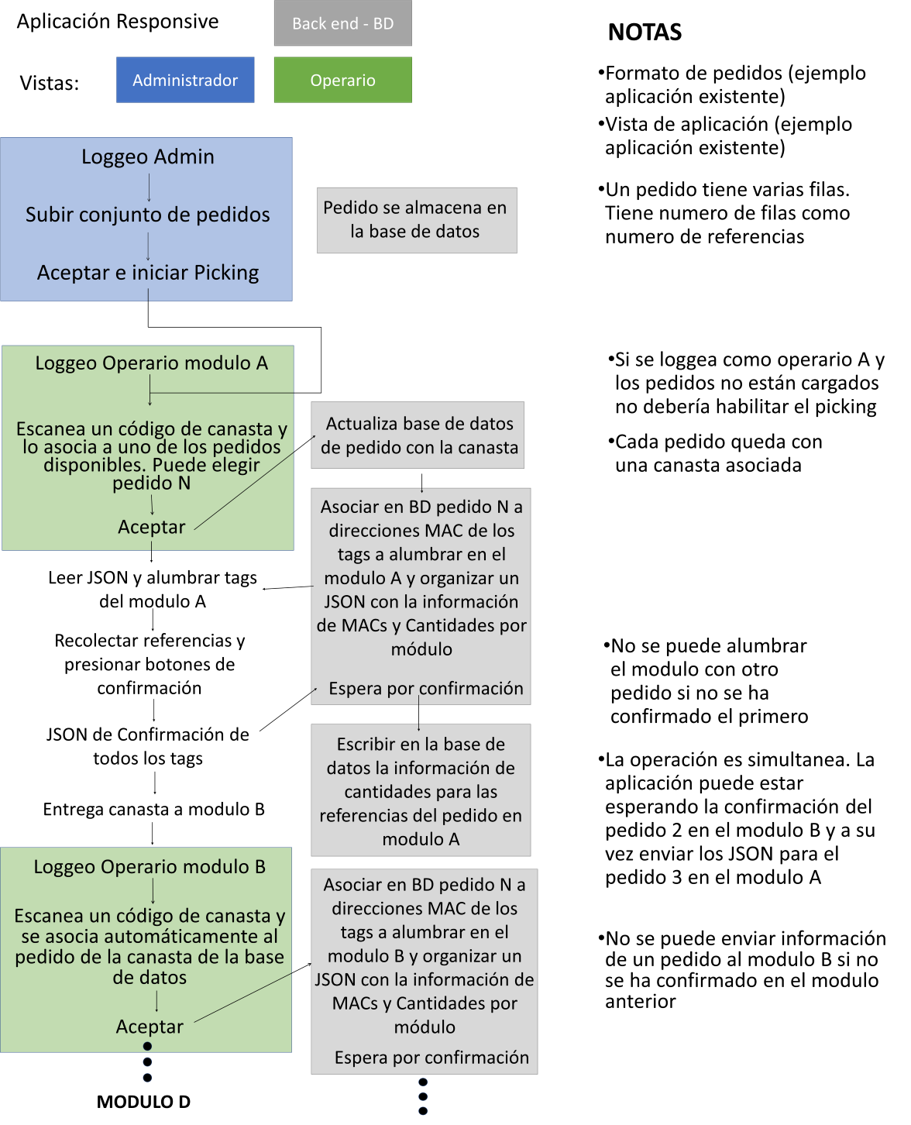 Aplicación Responsive
Back end - BD
Vistas:
Administrador
Operario
Loggeo Admin
Subir conjunto de pedidos
Aceptar e iniciar Picking
Pedido se almacena en
la base de datos
Loggeo Operario modulo A
Escanea un código de canasta y
lo asocia a uno de los pedidos
disponibles. Puede elegir
pedido N
Aceptar
Actualiza base de datos
de pedido con la canasta
Asociar en BD pedido N a
direcciones MAC de los
tags a alumbrar en el
modulo A y organizar un
JSON con la información
de MACs y Cantidades por
módulo
Espera por confirmación
Leer JSON y alumbrar tags
del modulo A
Recolectar referencias y
presionar botones de
confirmación
JSON de Confirmación de
todos los tags
Entrega canasta a modulo B
Escribir en la base de
datos la información de
cantidades para las
referencias del pedido en
modulo A
Loggeo Operario modulo B
Escanea un código de canasta y
se asocia automáticamente al
pedido de la canasta de la base
de datos
Aceptar
Asociar en BD pedido N a
direcciones MAC de los
tags a alumbrar en el
modulo B y organizar un
JSON con la información de
MACs y Cantidades por
módulo
Espera por confirmación
MODULO D
NOTAS
•Formato de pedidos (ejemplo
aplicación existente)
•Vista de aplicación (ejemplo
aplicación existente)
•Un pedido tiene varias filas.
Tiene numero de filas como
numero de referencias
•Si se loggea como operario A y
los pedidos no están cargados
no debería habilitar el picking
•Cada pedido queda con
una canasta asociada
•No se puede alumbrar
el modulo con otro
pedido si no se ha
confirmado el primero
•La operación es simultanea. La
aplicación puede estar
esperando la confirmación del
pedido 2 en el modulo B y a su
vez enviar los JSON para el
pedido 3 en el modulo A
•No se puede enviar información
de un pedido al modulo B si no
se ha confirmado en el modulo
anterior